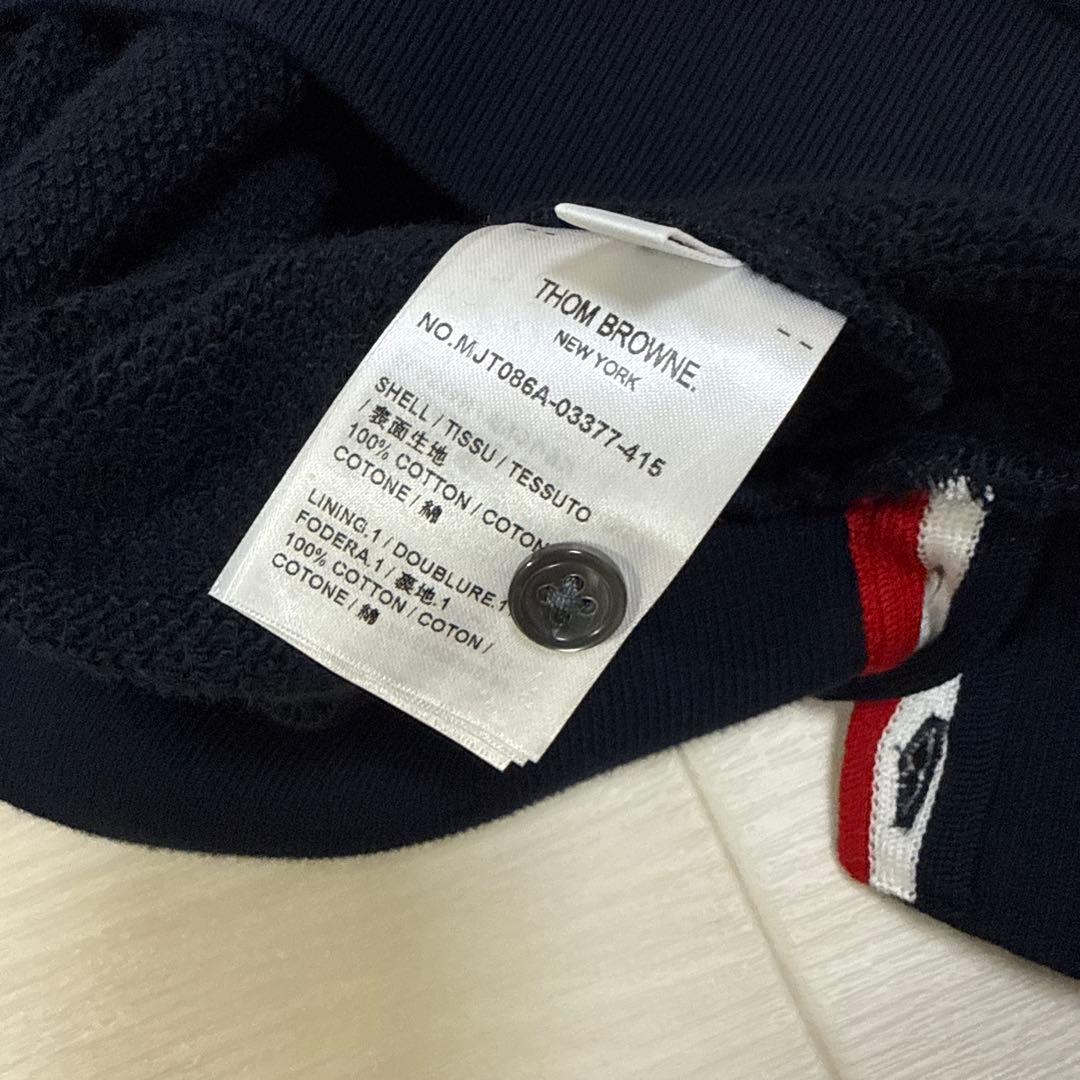 THOM BROWNE.
NEW YORK
NO.MJT086A-03377-415
SHELL / TISSU / TESSUTO
/ 表面生地
100% COTTON / COTON
COTONE / 綿
LINING.1 / DOUBLURE.1
FODERA.1 / 裏地.1
100% COTTON / COTON /
COTONE / 綿